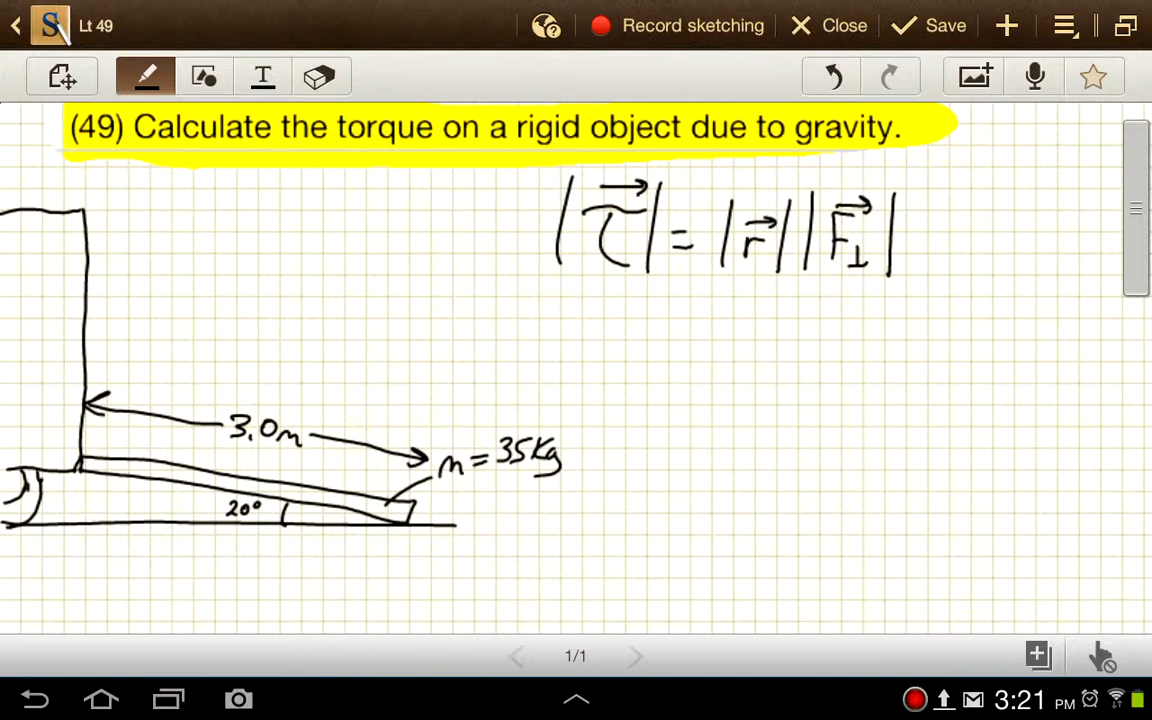 S Lt 49 Record sketching Close Save
T
(49) Calculate the torque on a rigid object due to gravity.
|τ⃗| = |r⃗| |F⃗⊥|
3.0m
m = 35Kg
20°
1/1
3:21 PM